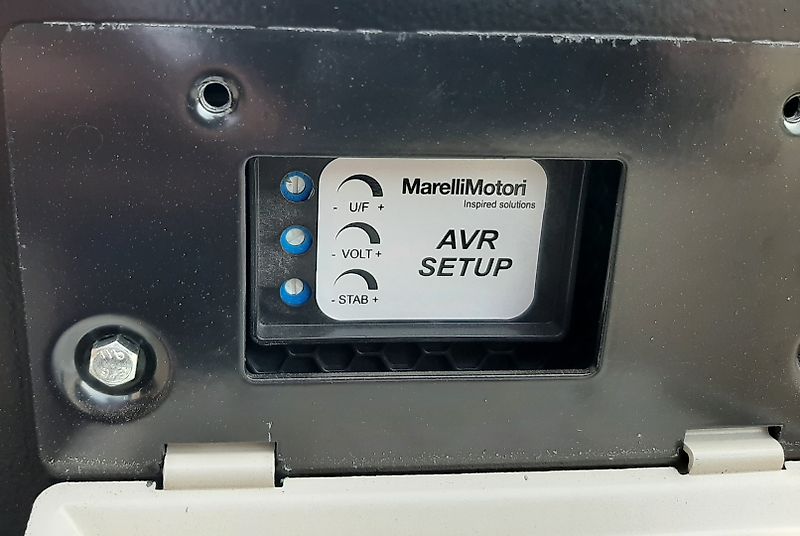 MarelliMotori
Inspired solutions
- U/F +
- VOLT +
- STAB +
AVR
SETUP